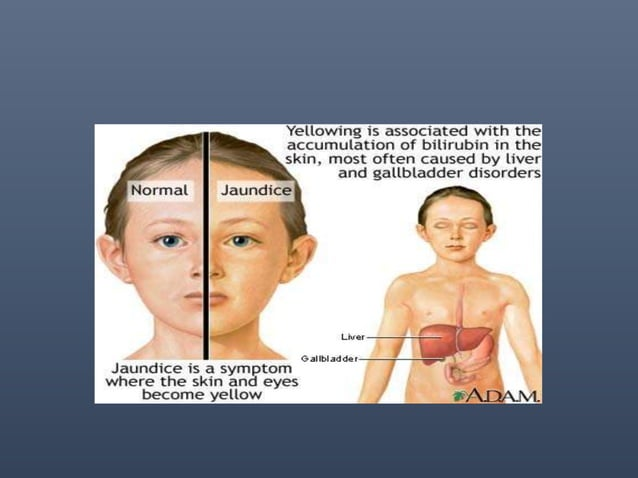 Yellowing is associated with the
accumulation of bilirubin in the
skin, most often caused by liver
and gallbladder disorders
Normal
Jaundice
Liver
Gallbladder
Jaundice is a symptom
where the skin and eyes
become yellow
A.D.A.M.